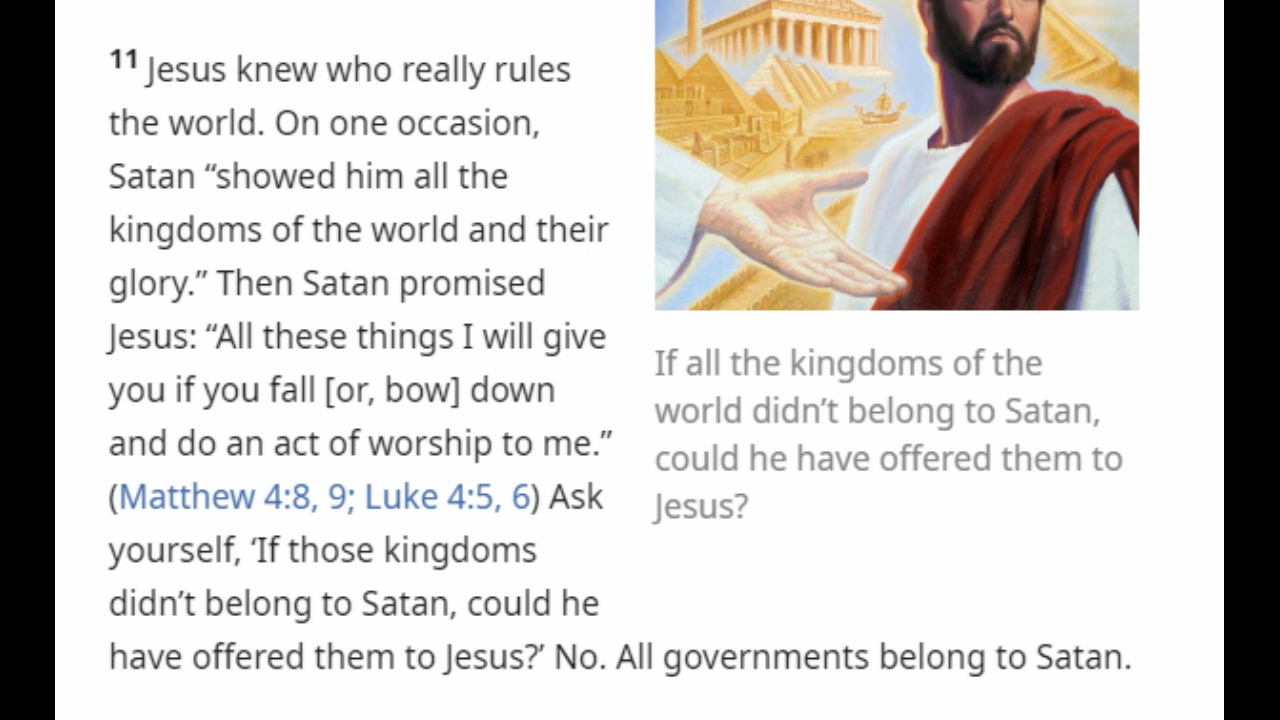 11 Jesus knew who really rules
the world. On one occasion,
Satan “showed him all the
kingdoms of the world and their
glory.” Then Satan promised
Jesus: “All these things I will give
you if you fall [or, bow] down
and do an act of worship to me.”
(Matthew 4:8, 9; Luke 4:5, 6) Ask
yourself, ‘If those kingdoms
didn’t belong to Satan, could he
have offered them to Jesus?’ No. All governments belong to Satan.
If all the kingdoms of the
world didn’t belong to Satan,
could he have offered them to
Jesus?